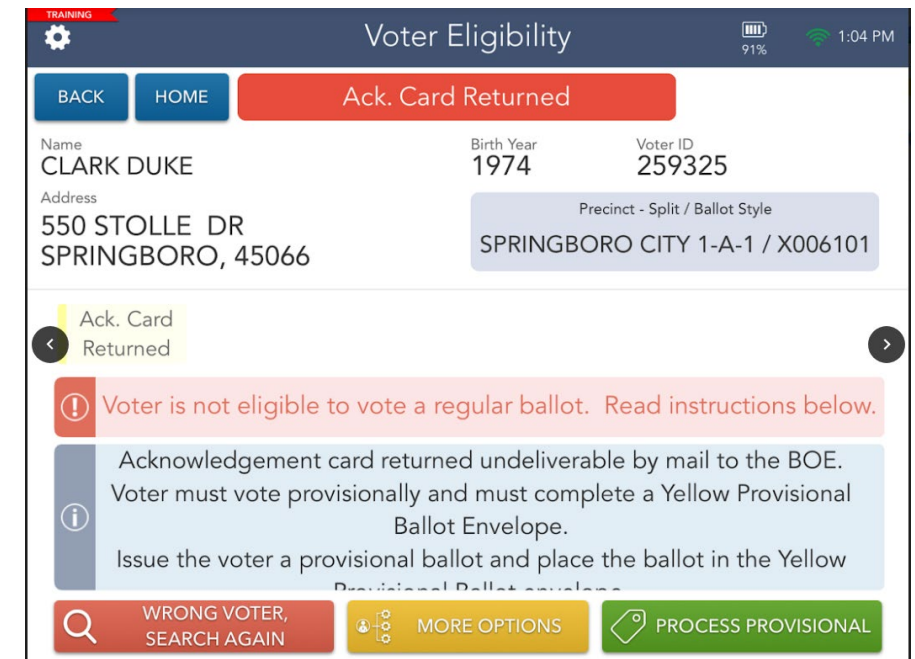 TRAINING
Voter Eligibility
91%
1:04 PM
BACK
HOME
Ack. Card Returned
Name
CLARK DUKE
Birth Year
1974
Voter ID
259325
Address
550 STOLLE DR
SPRINGBORO, 45066
Precinct - Split / Ballot Style
SPRINGBORO CITY 1-A-1 / X006101
Ack. Card
Returned
Voter is not eligible to vote a regular ballot. Read instructions below.
Acknowledgement card returned undeliverable by mail to the BOE.
Voter must vote provisionally and must complete a Yellow Provisional
Ballot Envelope.
Issue the voter a provisional ballot and place the ballot in the Yellow
Provisional Ballot envelope
WRONG VOTER,
SEARCH AGAIN
MORE OPTIONS
PROCESS PROVISIONAL